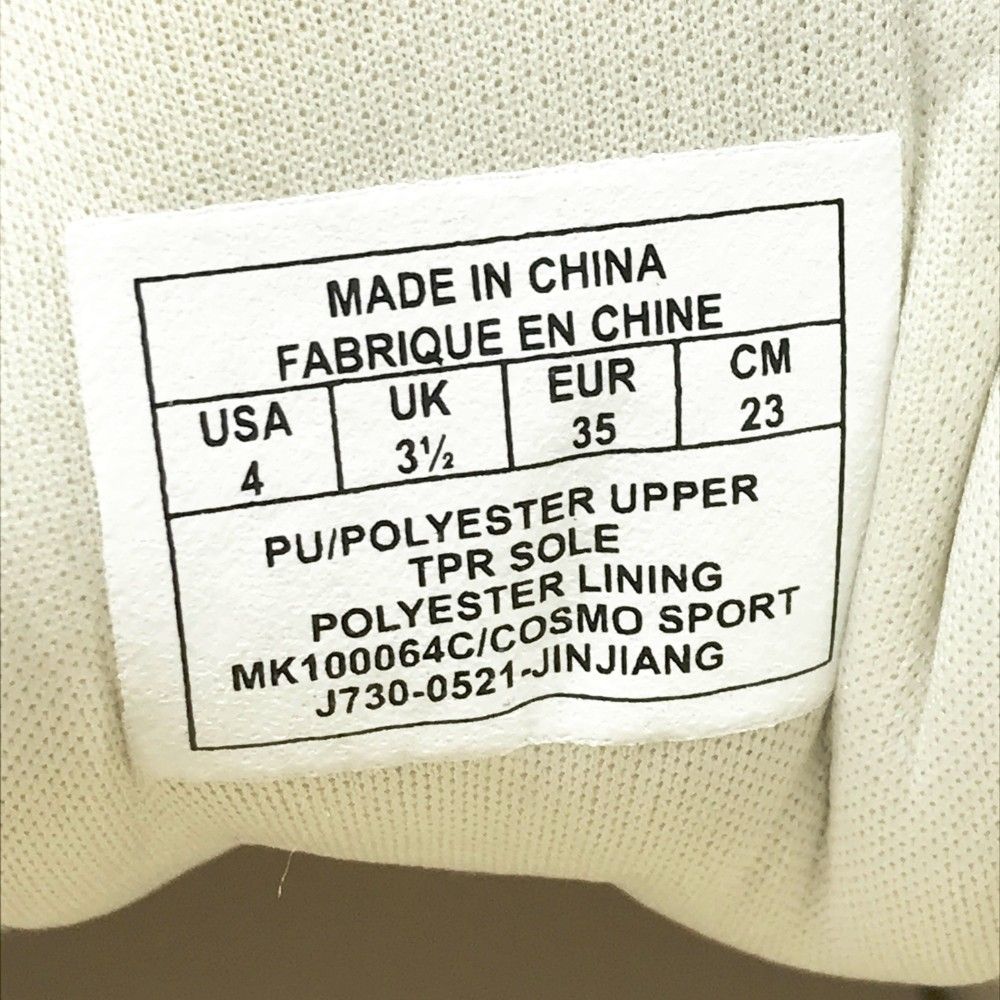 MADE IN CHINA
FABRIQUE EN CHINE
USA UK EUR CM
4 3½ 35 23
PU/POLYESTER UPPER
TPR SOLE
POLYESTER LINING
MK100064C/COSMO SPORT
J730-0521-JINJIANG